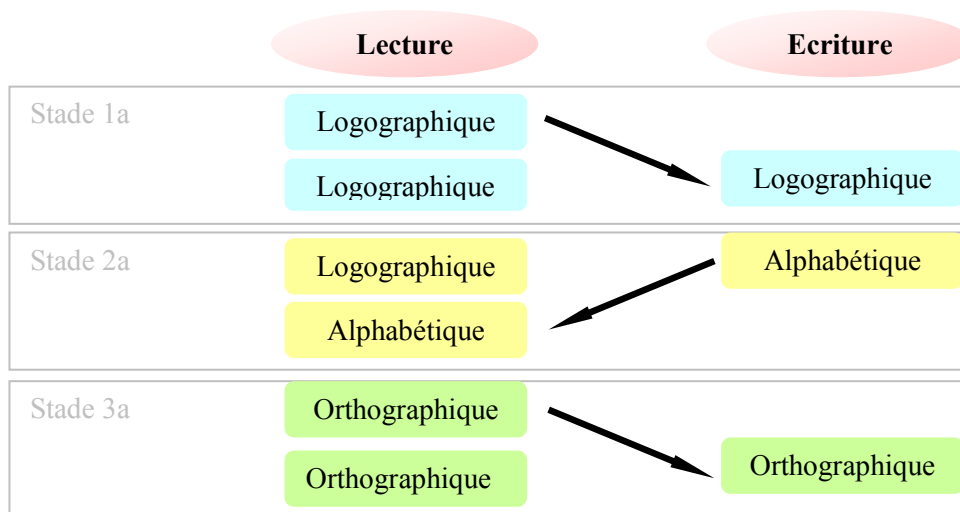 Lecture Ecriture
Stade 1a Logographique
Logographique Logographique
Stade 2a Logographique Alphabétique
Alphabétique
Stade 3a Orthographique
Orthographique Orthographique